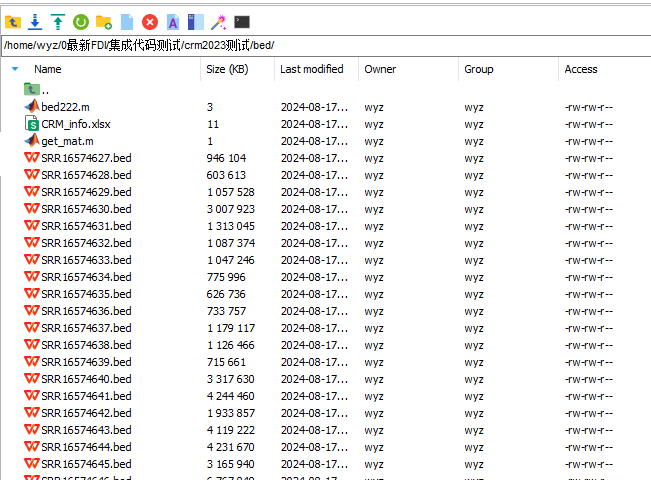 /home/wyz/0最新FDI/集成代码测试/crm2023测试/bed/
Name Size (KB) Last modified Owner Group Access
..
bed222.m 3 2024-08-17... wyz wyz -rw-rw-r--
CRM_info.xlsx 11 2024-08-17... wyz wyz -rw-rw-r--
get_mat.m 1 2024-08-17... wyz wyz -rw-rw-r--
SRR16574627.bed 946 104 2024-08-17... wyz wyz -rw-rw-r--
SRR16574628.bed 603 613 2024-08-17... wyz wyz -rw-rw-r--
SRR16574629.bed 1 057 528 2024-08-17... wyz wyz -rw-rw-r--
SRR16574630.bed 3 007 923 2024-08-17... wyz wyz -rw-rw-r--
SRR16574631.bed 1 313 045 2024-08-17... wyz wyz -rw-rw-r--
SRR16574632.bed 1 087 374 2024-08-17... wyz wyz -rw-rw-r--
SRR16574633.bed 1 047 246 2024-08-17... wyz wyz -rw-rw-r--
SRR16574634.bed 775 996 2024-08-17... wyz wyz -rw-rw-r--
SRR16574635.bed 626 736 2024-08-17... wyz wyz -rw-rw-r--
SRR16574636.bed 733 757 2024-08-17... wyz wyz -rw-rw-r--
SRR16574637.bed 1 179 117 2024-08-17... wyz wyz -rw-rw-r--
SRR16574638.bed 1 126 466 2024-08-17... wyz wyz -rw-rw-r--
SRR16574639.bed 715 661 2024-08-17... wyz wyz -rw-rw-r--
SRR16574640.bed 3 317 630 2024-08-17... wyz wyz -rw-rw-r--
SRR16574641.bed 4 244 460 2024-08-17... wyz wyz -rw-rw-r--
SRR16574642.bed 1 933 857 2024-08-17... wyz wyz -rw-rw-r--
SRR16574643.bed 4 119 222 2024-08-17... wyz wyz -rw-rw-r--
SRR16574644.bed 4 231 670 2024-08-17... wyz wyz -rw-rw-r--
SRR16574645.bed 3 165 940 2024-08-17... wyz wyz -rw-rw-r--